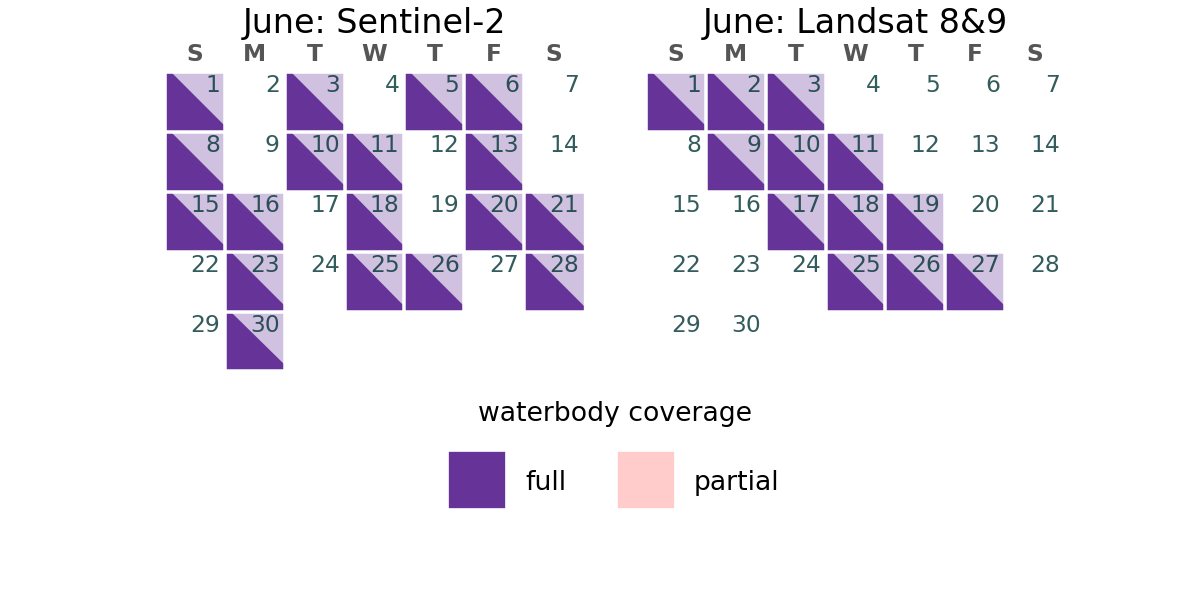 June: Sentinel-2
S M T W T F S
1 2 3 4 5 6 7
8 9 10 11 12 13 14
15 16 17 18 19 20 21
22 23 24 25 26 27 28
29 30
June: Landsat 8&9
S M T W T F S
1 2 3 4 5 6 7
8 9 10 11 12 13 14
15 16 17 18 19 20 21
22 23 24 25 26 27 28
29 30
waterbody coverage
full partial